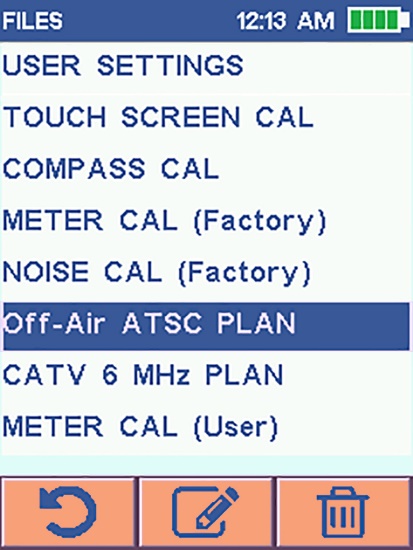 FILES 12:13 AM
USER SETTINGS
TOUCH SCREEN CAL
COMPASS CAL
METER CAL (Factory)
NOISE CAL (Factory)
Off-Air ATSC PLAN
CATV 6 MHz PLAN
METER CAL (User)